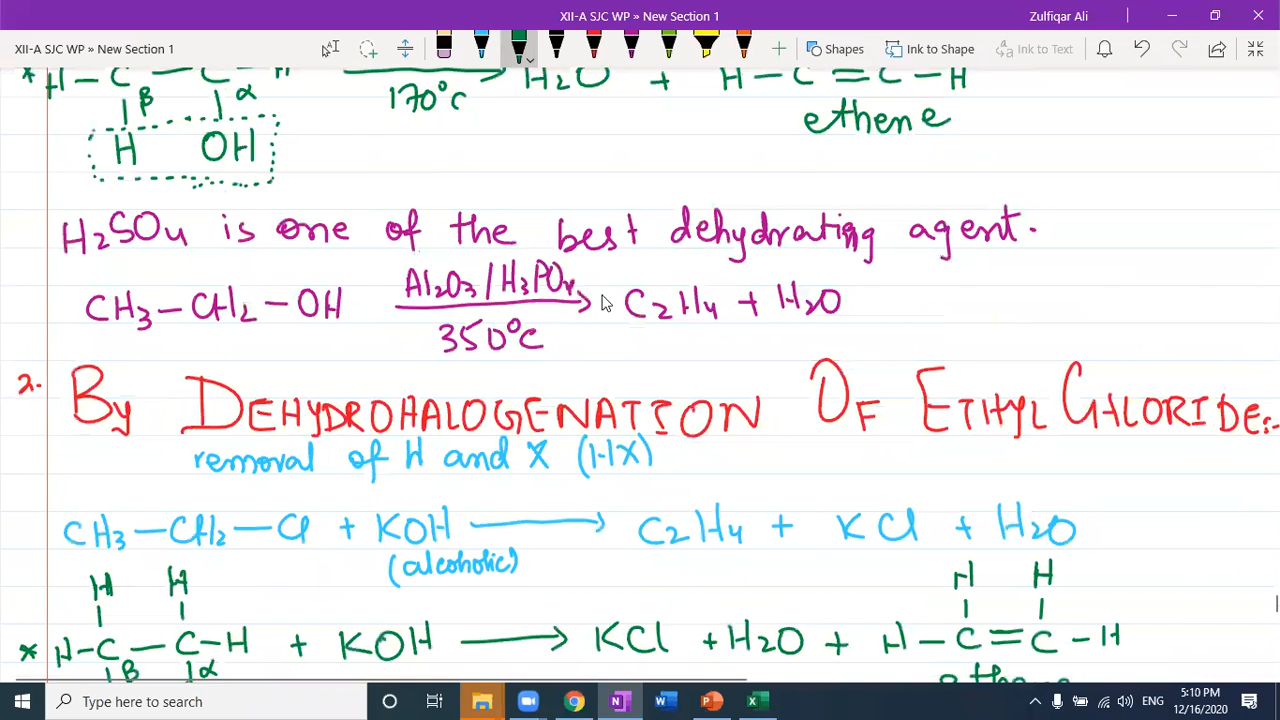 XII-A SJC WP » New Section 1
Zulfiqar Ali
XII-A SJC WP » New Section 1
Shapes
Ink to Shape
Ink to Text
* H – C – C – H → H2O + H – C = C – H
β α 170°C
ethene
H OH
H2SO4 is one of the best dehydrating agent.
CH3 – CH2 – OH Al2O3 / H3PO4 → C2H4 + H2O
350°C
2. By DEHYDROHALOGENATION OF ETHYL CHLORIDE:-
removal of H and X (HX)
CH3 – CH2 – Cl + KOH → C2H4 + KCl + H2O
(alcoholic)
H H H H
* H – C – C – H + KOH → KCl + H2O + H – C = C – H
β α ethene
Type here to search
ENG
5:10 PM
12/16/2020